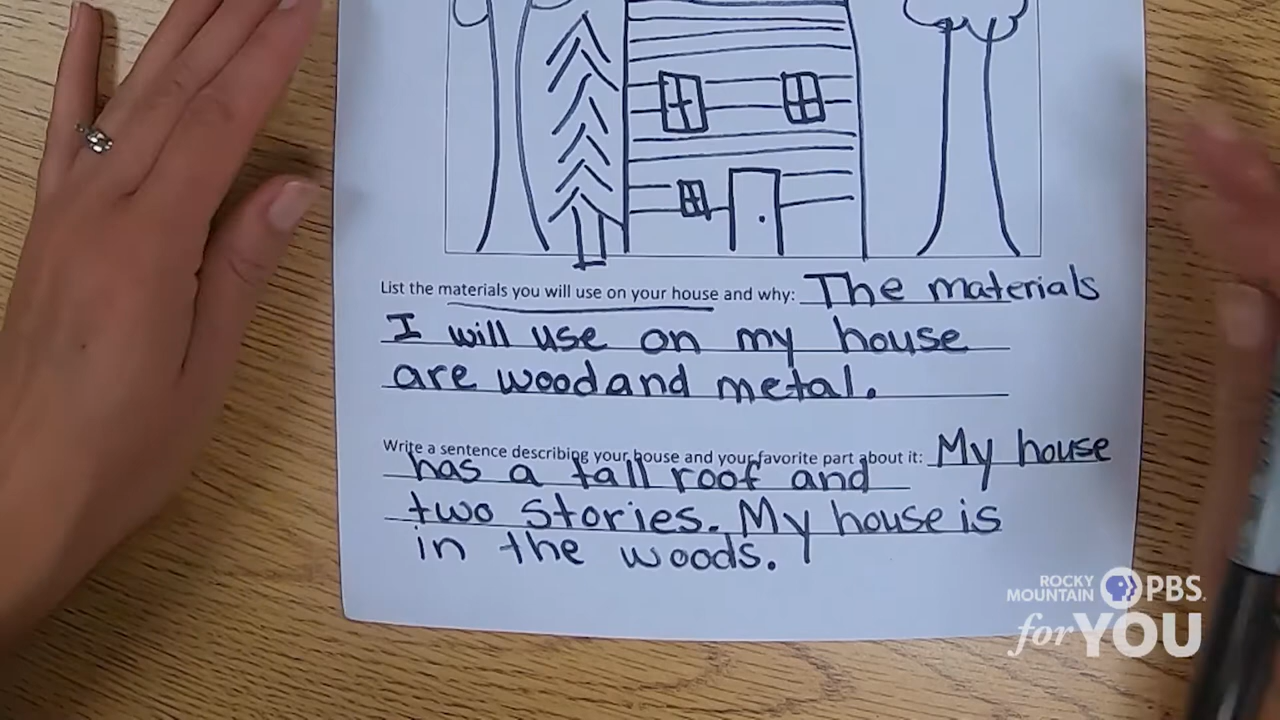 List the materials you will use on your house and why: The materials
I will use on my house
are wood and metal.
Write a sentence describing your house and your favorite part about it: My house
has a tall roof and
two stories. My house is
in the woods.
ROCKY
MOUNTAIN PBS.
for YOU